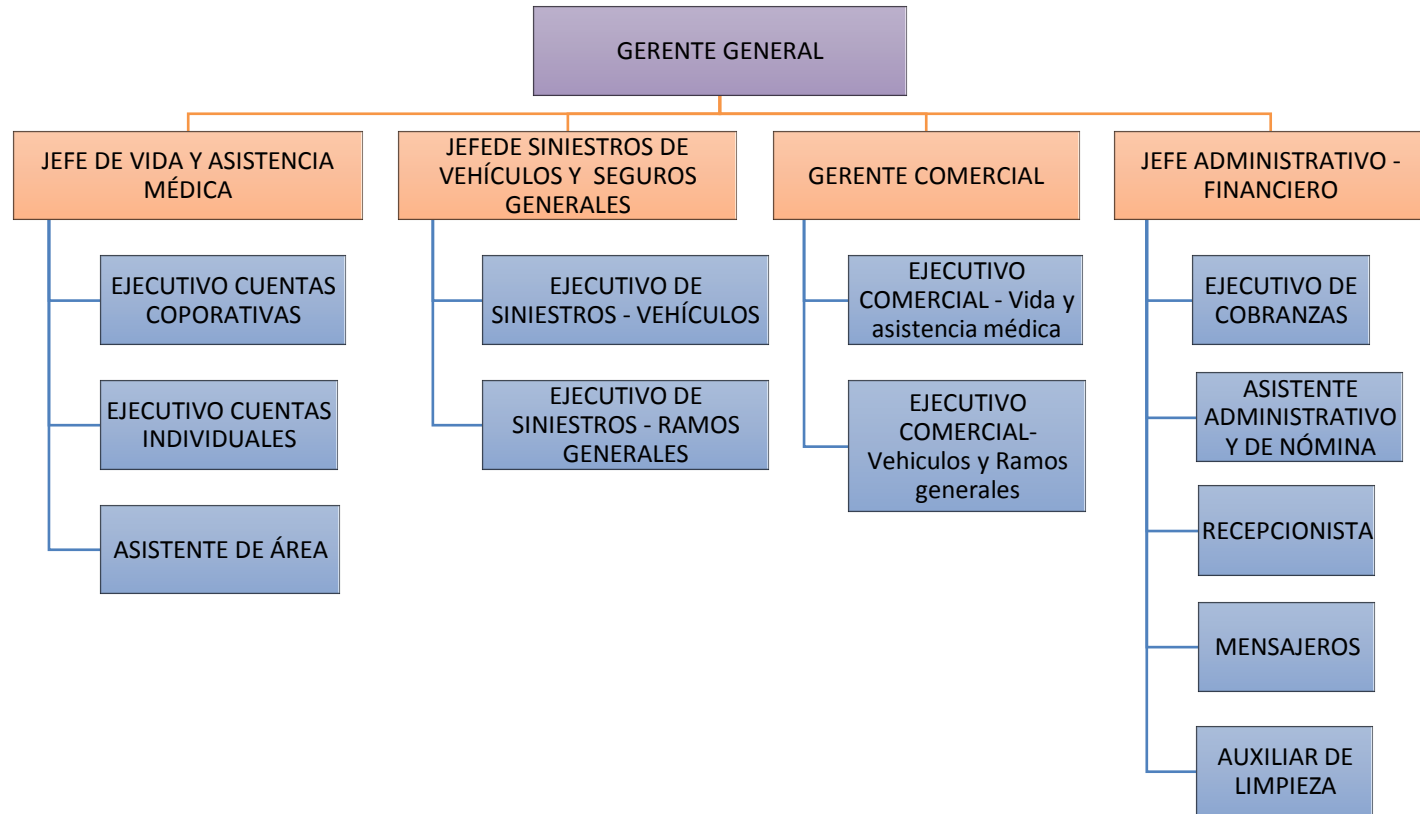 GERENTE GENERAL
JEFE DE VIDA Y ASISTENCIA
MÉDICA
JEFEDE SINIESTROS DE
VEHÍCULOS Y  SEGUROS
GENERALES
GERENTE COMERCIAL
JEFE ADMINISTRATIVO -
FINANCIERO
EJECUTIVO CUENTAS
COPORATIVAS
EJECUTIVO CUENTAS
INDIVIDUALES
ASISTENTE DE ÁREA
EJECUTIVO DE
SINIESTROS - VEHÍCULOS
EJECUTIVO DE
SINIESTROS - RAMOS
GENERALES
EJECUTIVO
COMERCIAL - Vida y
asistencia médica
EJECUTIVO
COMERCIAL-
Vehiculos y Ramos
generales
EJECUTIVO DE
COBRANZAS
ASISTENTE
ADMINISTRATIVO
Y DE NÓMINA
RECEPCIONISTA
MENSAJEROS
AUXILIAR DE
LIMPIEZA